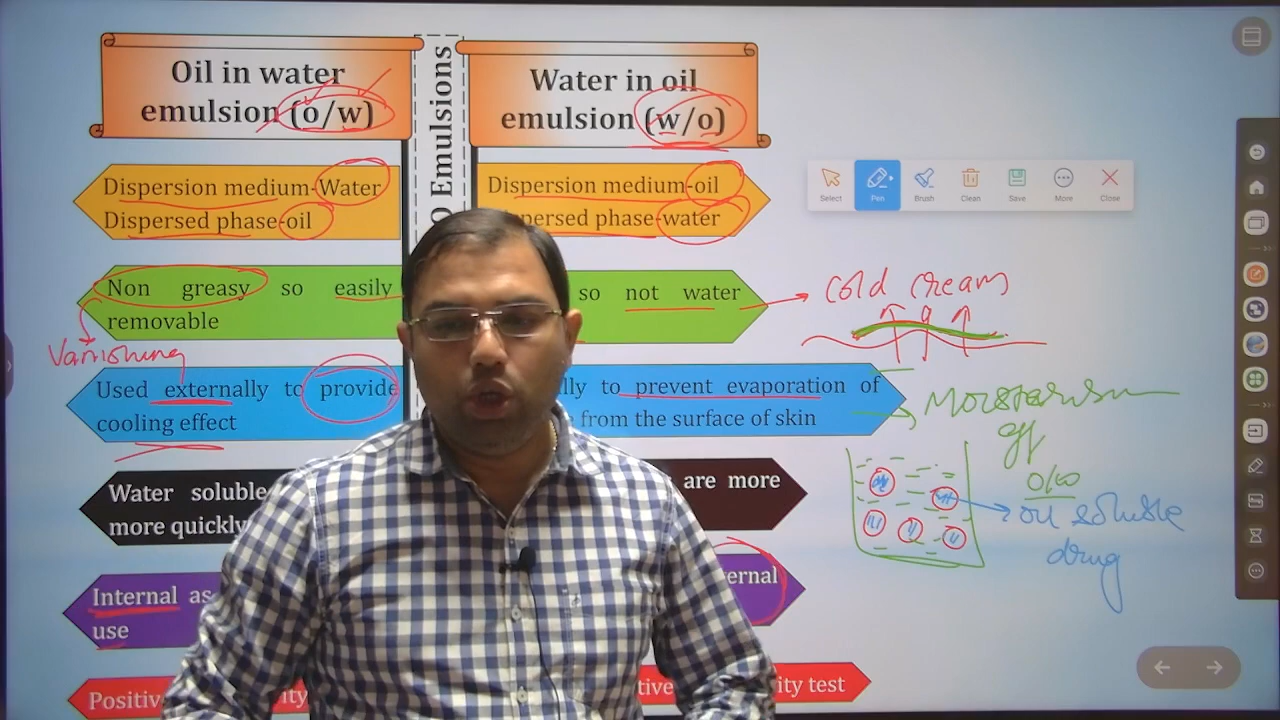 Oil in water
emulsion (o/w)
Emulsions
Water in oil
emulsion (w/o)
Dispersion medium-Water
Dispersed phase-oil
Dispersion medium-oil
persed phase-water
Select
Pen
Brush
Clean
Save
More
Close
Non greasy so easily
removable
so not water
cold cream
Used externally to provide
cooling effect
lly to prevent evaporation of
from the surface of skin
o/w
oil soluble
drug
Water soluble
more quickly
are more
Internal as
use
ernal
Positive
ity
tive
ity test